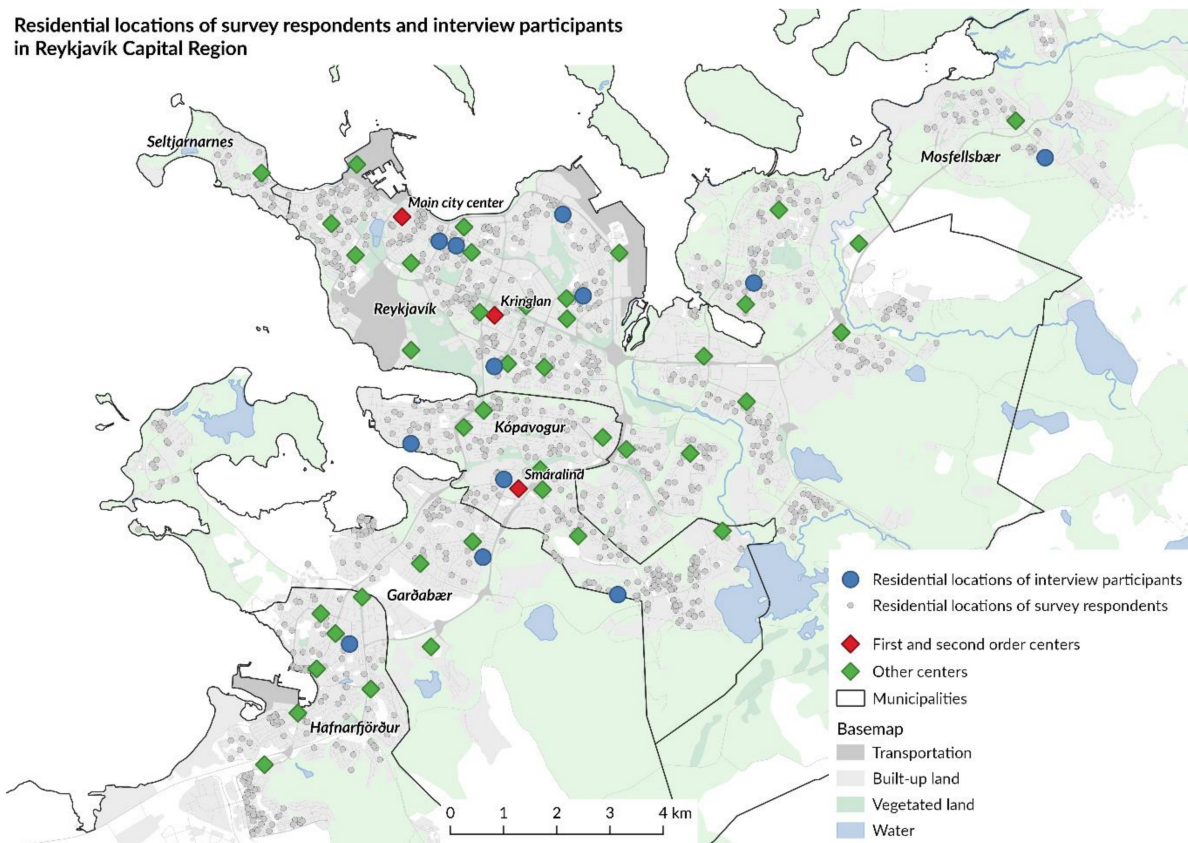 Residential locations of survey respondents and interview participants
in Reykjavík Capital Region
Seltjarnarnes
Mosfellsbær
Main city center
Reykjavík
Kringlan
Kópavogur
Smáralind
Garðabær
Hafnarfjörður
Residential locations of interview participants
Residential locations of survey respondents
First and second order centers
Other centers
Municipalities
Basemap
Transportation
Built-up land
Vegetated land
Water
0 1 2 4 km